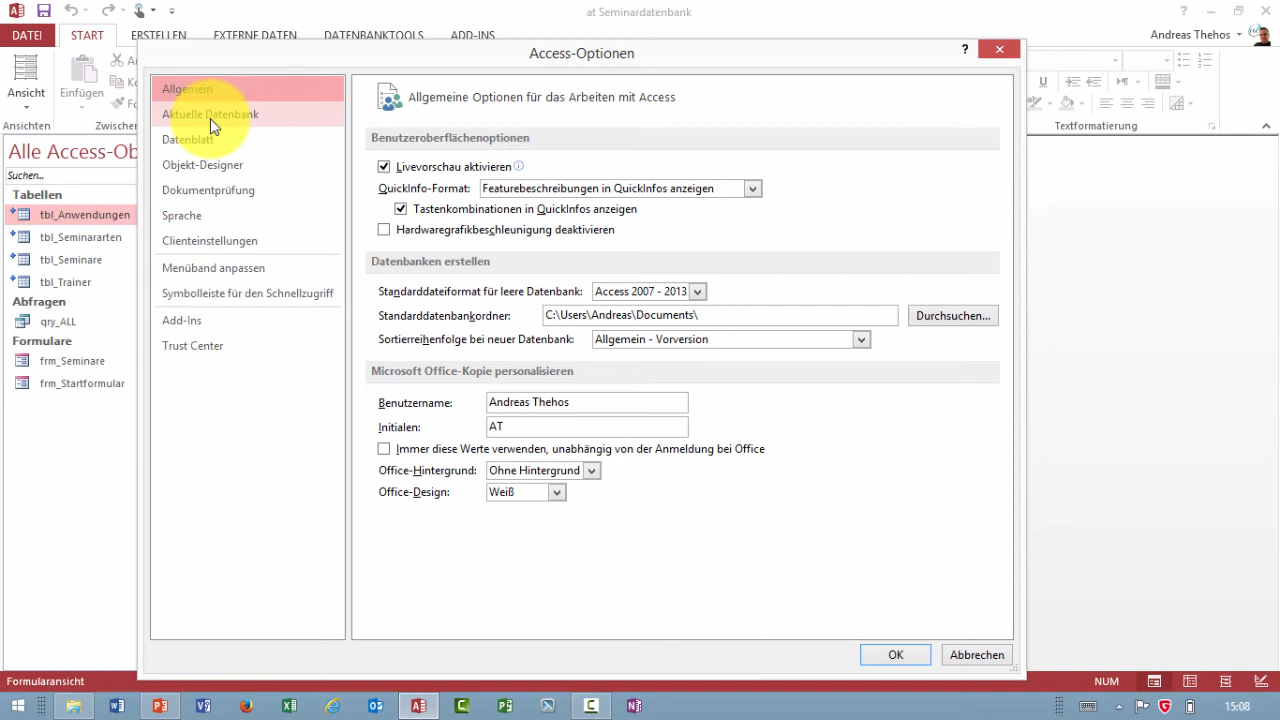 at Seminardatenbank
DATEI START ERSTELLEN EXTERNE DATEN DATENBANKTOOLS ADD-INS
Andreas Thehos
Ansicht
Einfügen
Ansichten
Zwischer
Textformatierung
Alle Access-Ob
Suchen...
Tabellen
tbl_Anwendungen
tbl_Seminararten
tbl_Seminare
tbl_Trainer
Abfragen
qry_ALL
Formulare
frm_Seminare
frm_Startformular
Access-Optionen
Allgemein
Aktuelle Datenbank
Datenblatt
Objekt-Designer
Dokumentprüfung
Sprache
Clienteinstellungen
Menüband anpassen
Symbolleiste für den Schnellzugriff
Add-Ins
Trust Center
Allgemeine Optionen für das Arbeiten mit Access
Benutzeroberflächenoptionen
Livevorschau aktivieren
QuickInfo-Format: Featurebeschreibungen in QuickInfos anzeigen
Tastenkombinationen in QuickInfos anzeigen
Hardwaregrafikbeschleunigung deaktivieren
Datenbanken erstellen
Standarddateiformat für leere Datenbank: Access 2007 - 2013
Standarddatenbankordner: C:\Users\Andreas\Documents\ Durchsuchen...
Sortierreihenfolge bei neuer Datenbank: Allgemein - Vorversion
Microsoft Office-Kopie personalisieren
Benutzername: Andreas Thehos
Initialen: AT
Immer diese Werte verwenden, unabhängig von der Anmeldung bei Office
Office-Hintergrund: Ohne Hintergrund
Office-Design: Weiß
OK Abbrechen
Formularansicht
NUM
15:08